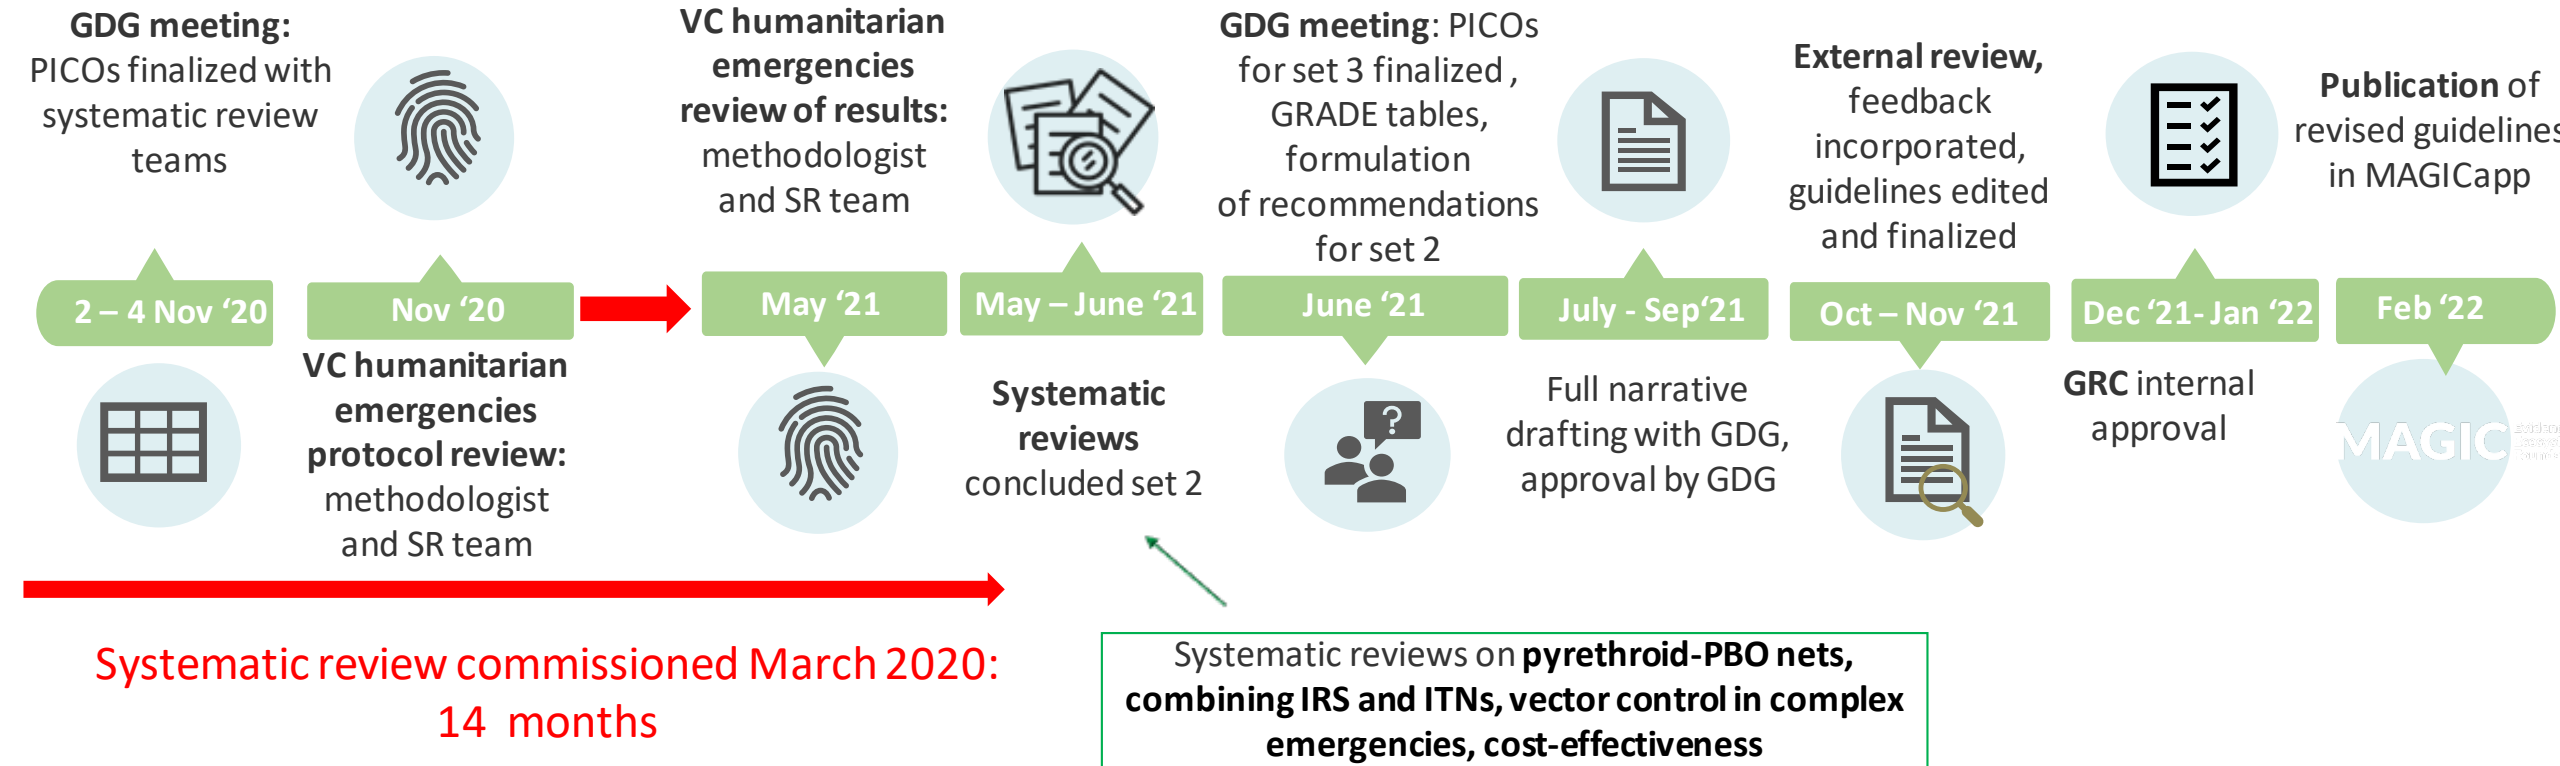 GDG meeting:
PICOs finalized with
systematic review
teams
2 – 4 Nov ‘20
Nov ‘20
VC humanitarian
emergencies
protocol review:
methodologist
and SR team
VC humanitarian
emergencies
review of results:
methodologist
and SR team
May ‘21
May – June ‘21
Systematic
reviews
concluded set 2
GDG meeting: PICOs
for set 3 finalized ,
GRADE tables,
formulation
of recommendations
for set 2
June ‘21
?
July - Sep‘21
Full narrative
drafting with GDG,
approval by GDG
External review,
feedback
incorporated,
guidelines edited
and finalized
Oct – Nov ‘21
Dec ‘21- Jan ‘22
GRC internal
approval
Publication of
revised guidelines
in MAGICapp
Feb ‘22
MAGIC
Systematic review commissioned March 2020:
14 months
Systematic reviews on pyrethroid-PBO nets,
combining IRS and ITNs, vector control in complex
emergencies, cost-effectiveness